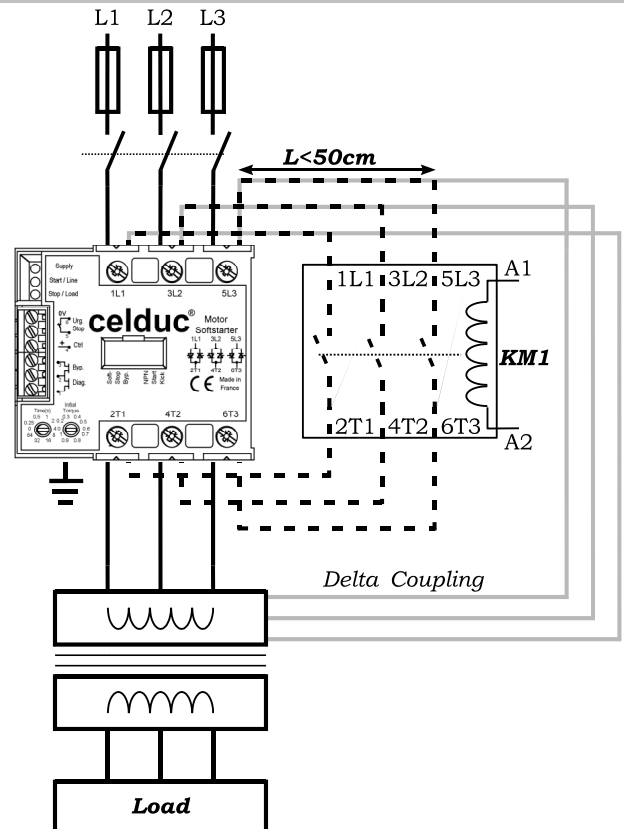 L1 L2 L3
L<50cm
Supply
Start / Line
Stop / Load
1L1 3L2 5L3
1L1 3L2 5L3 A1
0V
Urg
Stop
Ctrl
Byp.
Diag.
celduc®
Motor
Softstarter
1L1 3L2 5L3
2T1 4T2 6T3
Soft.
Stop
Byp.
NPN
Start
Kick
CE Made in
France
KM1
Time(s)
Initial
Torque
2T1 4T2 6T3
2T1 4T2 6T3
A2
Delta Coupling
Load